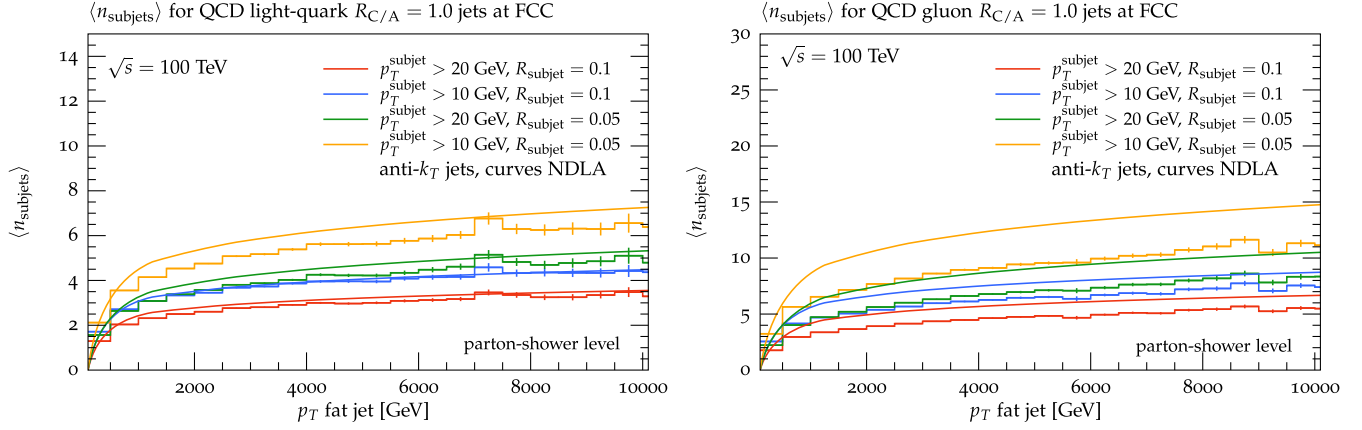 ⟨n_subjets⟩ for QCD light-quark R_C/A = 1.0 jets at FCC
√s = 100 TeV
p_T^subjet > 20 GeV, R_subjet = 0.1
p_T^subjet > 10 GeV, R_subjet = 0.1
p_T^subjet > 20 GeV, R_subjet = 0.05
p_T^subjet > 10 GeV, R_subjet = 0.05
anti-k_T jets, curves NDLA
parton-shower level
⟨n_subjets⟩
14
12
10
8
6
4
2
0
2000 4000 6000 8000 10000
p_T fat jet [GeV]
⟨n_subjets⟩ for QCD gluon R_C/A = 1.0 jets at FCC
√s = 100 TeV
p_T^subjet > 20 GeV, R_subjet = 0.1
p_T^subjet > 10 GeV, R_subjet = 0.1
p_T^subjet > 20 GeV, R_subjet = 0.05
p_T^subjet > 10 GeV, R_subjet = 0.05
anti-k_T jets, curves NDLA
parton-shower level
⟨n_subjets⟩
30
25
20
15
10
5
0
2000 4000 6000 8000 10000
p_T fat jet [GeV]